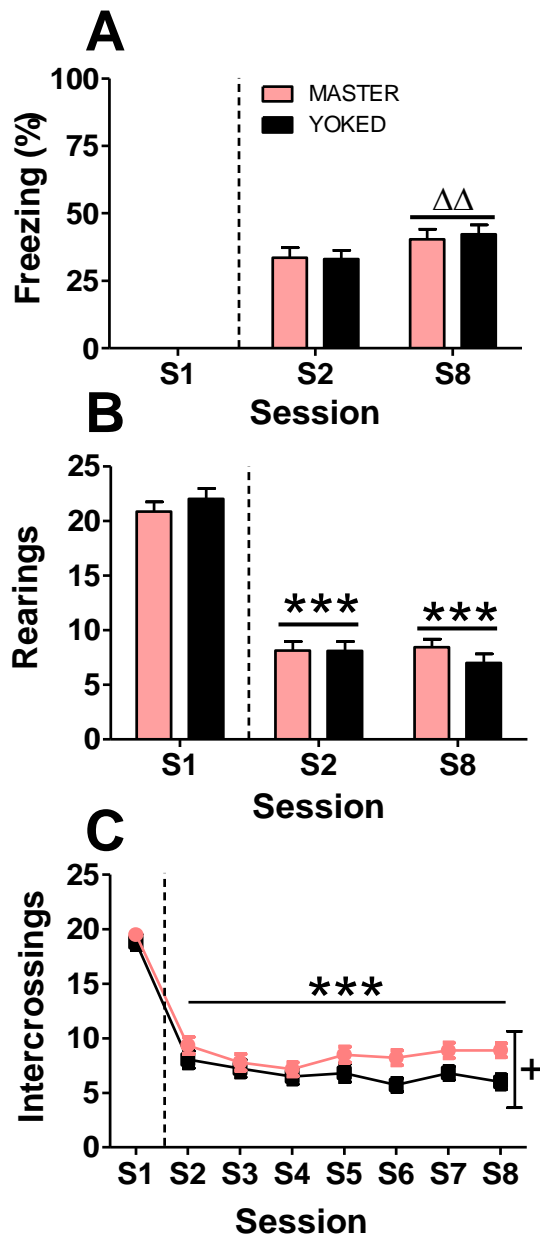 A
Freezing (%)
100
75
50
25
0
MASTER
YOKED
ΔΔ
S1 S2 S8
Session
B
Rearings
25
20
15
10
5
0
*** ***
S1 S2 S8
Session
C
Intercrossings
25
20
15
10
5
0
***
+
S1 S2 S3 S4 S5 S6 S7 S8
Session